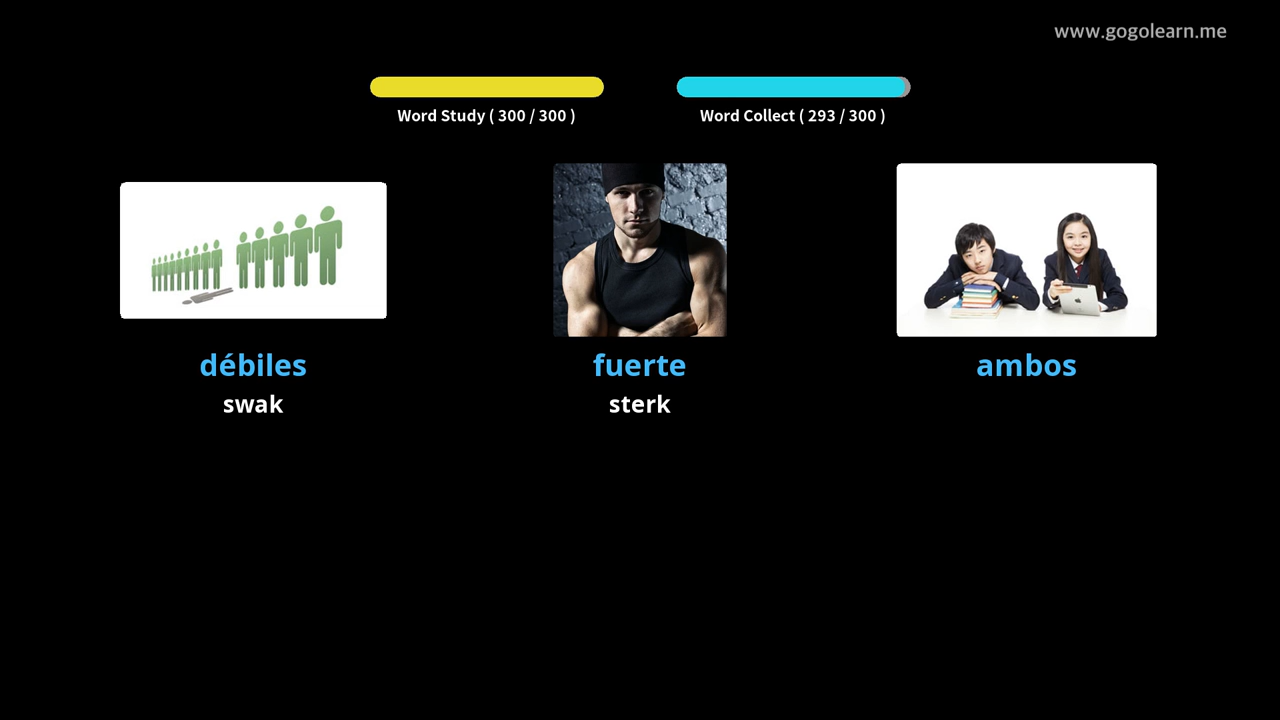 www.gogolearn.me
Word Study ( 300 / 300 )
Word Collect ( 293 / 300 )
débiles
fuerte
ambos
swak
sterk